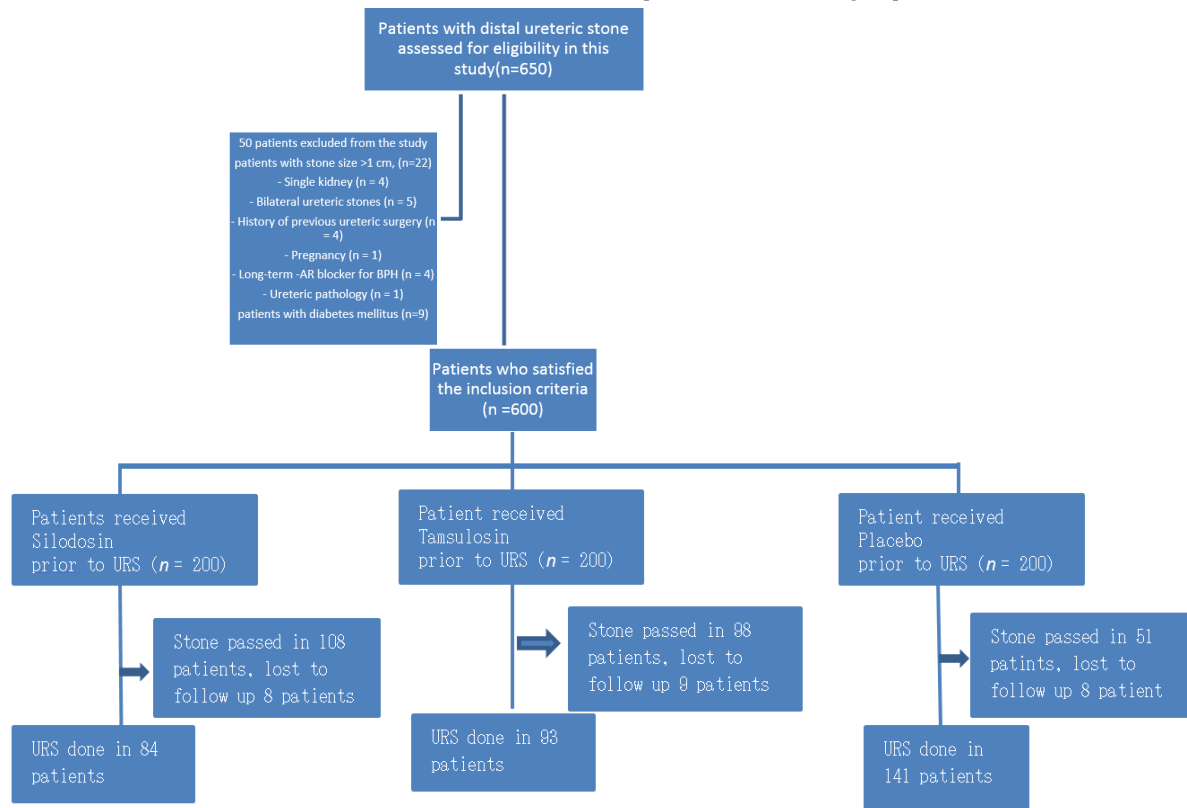 Patients with distal ureteric stone
assessed for eligibility in this
study(n=650)
50 patients excluded from the study
patients with stone size >1 cm, (n=22)
- Single kidney (n = 4)
- Bilateral ureteric stones (n = 5)
- History of previous ureteric surgery (n
= 4)
- Pregnancy (n = 1)
- Long-term -AR blocker for BPH (n = 4)
- Ureteric pathology (n = 1)
patients with diabetes mellitus (n=9)
Patients who satisfied
the inclusion criteria
(n =600)
Patients received
Silodosin
prior to URS (n = 200)
Patient received
Tamsulosin
prior to URS (n = 200)
Patient received
Placebo
prior to URS (n = 200)
Stone passed in 108
patients, lost to
follow up 8 patients
Stone passed in 98
patients, lost to
follow up 9 patients
Stone passed in 51
patints, lost to
follow up 8 patient
URS done in 84
patients
URS done in 93
patients
URS done in
141 patients